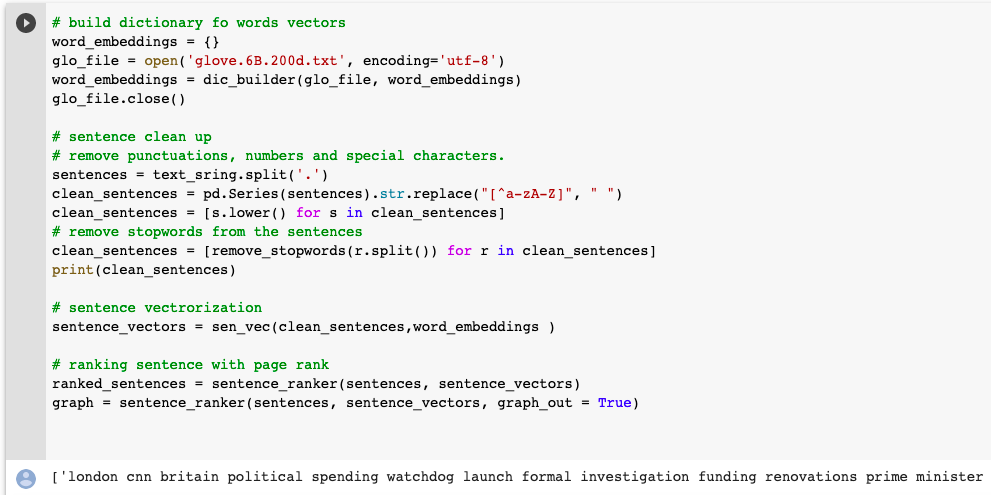 # build dictionary fo words vectors
word_embeddings = {}
glo_file = open('glove.6B.200d.txt', encoding='utf-8')
word_embeddings = dic_builder(glo_file, word_embeddings)
glo_file.close()
# sentence clean up
# remove punctuations, numbers and special characters.
sentences = text_sring.split('.')
clean_sentences = pd.Series(sentences).str.replace("[^a-zA-Z]", " ")
clean_sentences = [s.lower() for s in clean_sentences]
# remove stopwords from the sentences
clean_sentences = [remove_stopwords(r.split()) for r in clean_sentences]
print(clean_sentences)
# sentence vectrorization
sentence_vectors = sen_vec(clean_sentences,word_embeddings )
# ranking sentence with page rank
ranked_sentences = sentence_ranker(sentences, sentence_vectors)
graph = sentence_ranker(sentences, sentence_vectors, graph_out = True)
['london cnn britain political spending watchdog launch formal investigation funding renovations prime minister